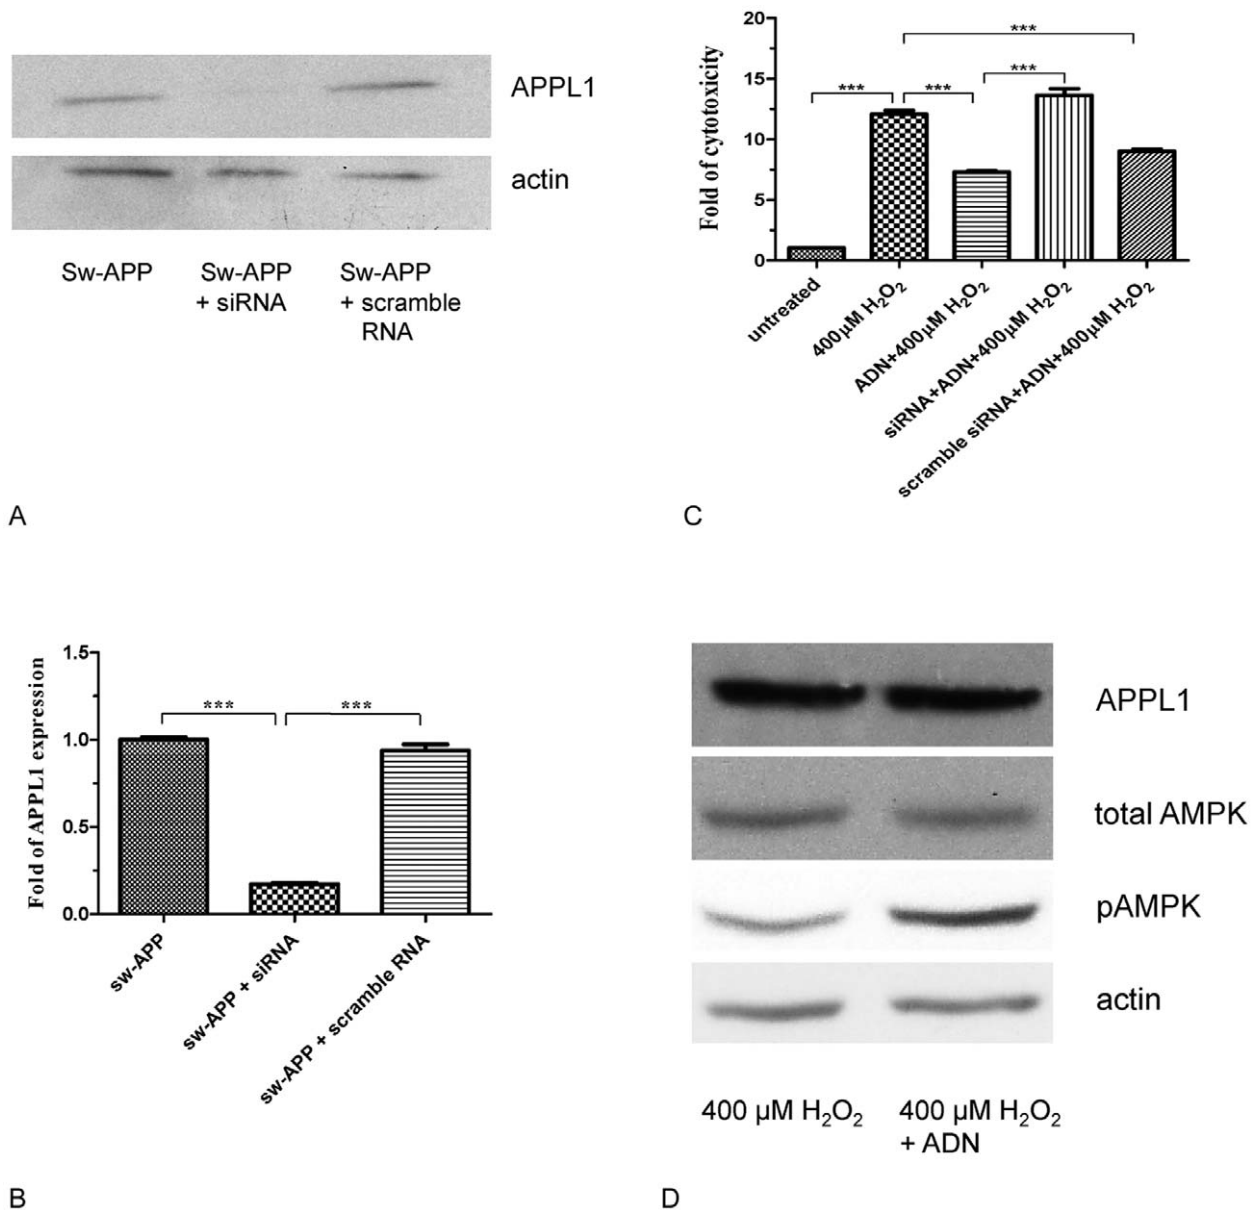 APPL1
actin
Sw-APP
Sw-APP
+ siRNA
Sw-APP
+ scramble
RNA
A
20
15
10
5
0
Fold of cytotoxicity
***
***
***
***
untreated
400µM H₂O₂
ADN+400µM H₂O₂
siRNA+ADN+400µM H₂O₂
scramble siRNA+ADN+400µM H₂O₂
C
1.5
1.0
0.5
0.0
Fold of APPL1 expression
***
***
sw-APP
sw-APP + siRNA
sw-APP + scramble RNA
B
APPL1
total AMPK
pAMPK
actin
400 µM H₂O₂
400 µM H₂O₂
+ ADN
D